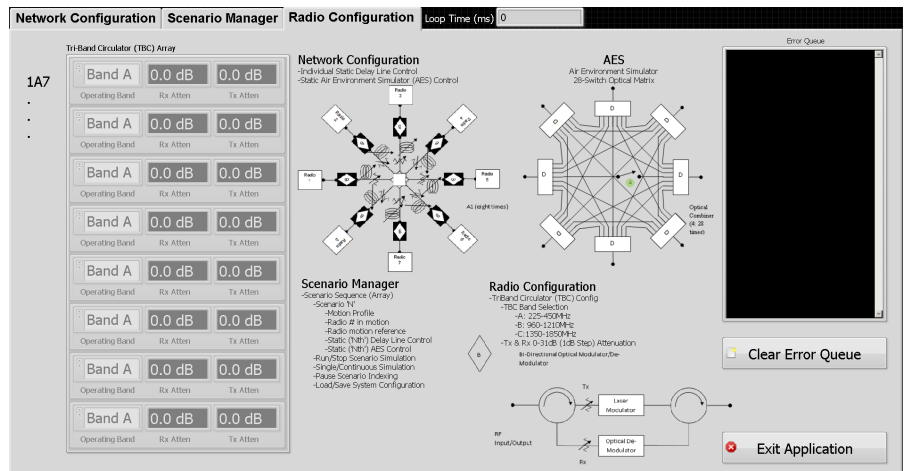 Network Configuration Scenario Manager Radio Configuration Loop Time (ms) 0
Tri-Band Circulator (TBC) Array
1A7
.
.
.
Band A 0.0 dB 0.0 dB
Operating Band Rx Atten Tx Atten
Band A 0.0 dB 0.0 dB
Operating Band Rx Atten Tx Atten
Band A 0.0 dB 0.0 dB
Operating Band Rx Atten Tx Atten
Band A 0.0 dB 0.0 dB
Operating Band Rx Atten Tx Atten
Band A 0.0 dB 0.0 dB
Operating Band Rx Atten Tx Atten
Band A 0.0 dB 0.0 dB
Operating Band Rx Atten Tx Atten
Band A 0.0 dB 0.0 dB
Operating Band Rx Atten Tx Atten
Band A 0.0 dB 0.0 dB
Operating Band Rx Atten Tx Atten
Network Configuration
-Individual Static Delay Line Control
-Static Air Environment Simulator (AES) Control
Radio
3
Radio
Radio
Radio
1
B
Radio
Radio
Radio
Radio
7
A1 (eight times)
AES
Air Environment Simulator
28-Switch Optical Matrix
D
D
D
D
D
D
D
D
Optical
Combiner
(4: 28
times)
Scenario Manager
-Scenario Sequence (Array)
-Scenario 'N'
-Motion Profile
-Radio # in motion
-Radio motion reference
-Static ('Nth') Delay Line Control
-Static ('Nth') AES Control
-Run/Stop Scenario Simulation
-Single/Continuous Simulation
-Pause Scenario Indexing
-Load/Save System Configuration
Radio Configuration
-TriBand Circulator (TBC) Config
-TBC Band Selection
-A: 225-450MHz
-B: 960-1210MHz
-C: 1350-1850MHz
-Tx & Rx 0-31dB (1dB Step) Attenuation
B
Bi-Directional Optical Modulator/De-
Modulator
Tx
Laser
Modulator
RF
Input/Output
Optical De-
Modulator
Rx
Error Queue
Clear Error Queue
Exit Application